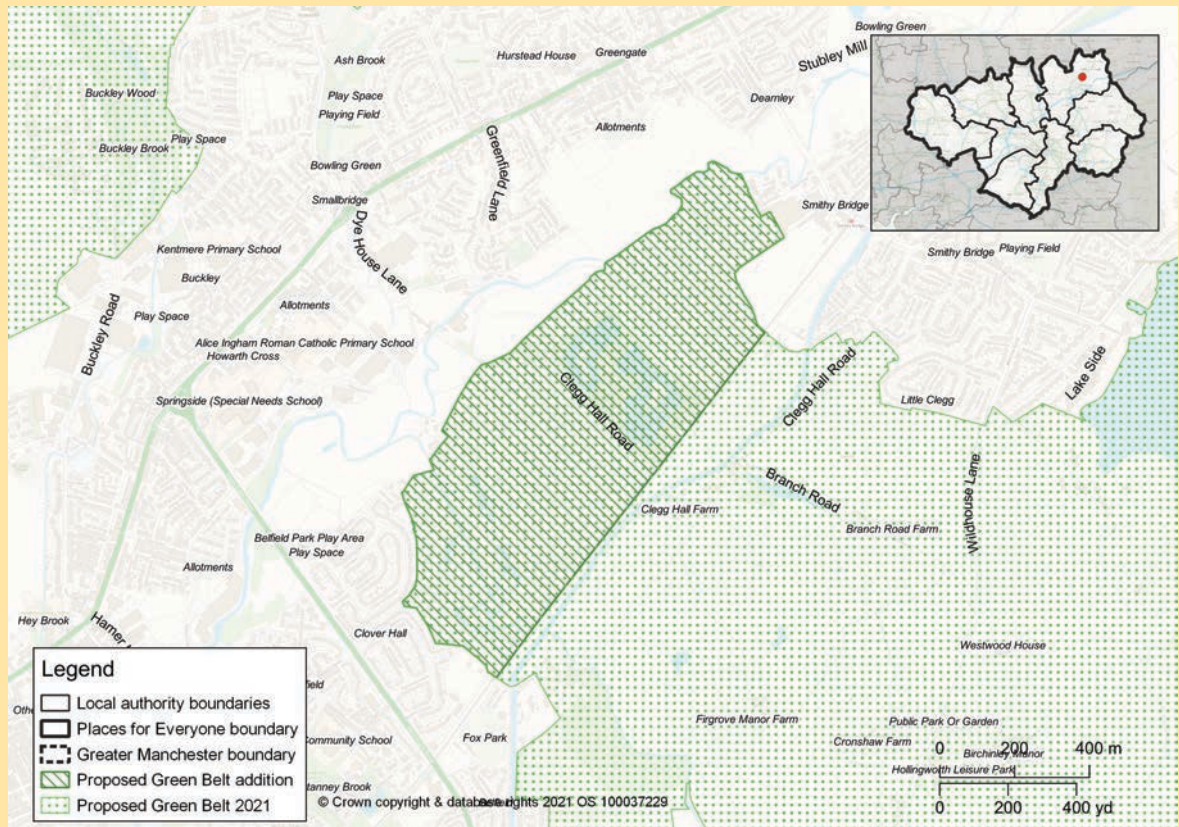 Bowling Green
Stubley Mill
Hurstead House
Greengate
Ash Brook
Buckley Wood
Play Space
Playing Field
Dearnley
Allotments
Greenfield Lane
Play Space
Buckley Brook
Bowling Green
Smallbridge
Smithy Bridge
Dye House Lane
Kentmere Primary School
Smithy Bridge
Playing Field
Buckley
Allotments
Play Space
Buckley Road
Alice Ingham Roman Catholic Primary School
Howarth Cross
Clegg Hall Road
Clegg Hall Road
Lake Side
Springside (Special Needs School)
Little Clegg
Branch Road
Wildhouse Lane
Clegg Hall Farm
Branch Road Farm
Belfield Park Play Area
Play Space
Allotments
Hey Brook
Clover Hall
Westwood House
Firgrove Manor Farm
Public Park Or Garden
Cronshaw Farm
Birchinley Manor
Hollingworth Leisure Park
Fox Park
Community School
Legend
Local authority boundaries
Places for Everyone boundary
Greater Manchester boundary
Proposed Green Belt addition
Proposed Green Belt 2021
© Crown copyright & database rights 2021 OS 100037229
0 200 400 m
0 200 400 yd